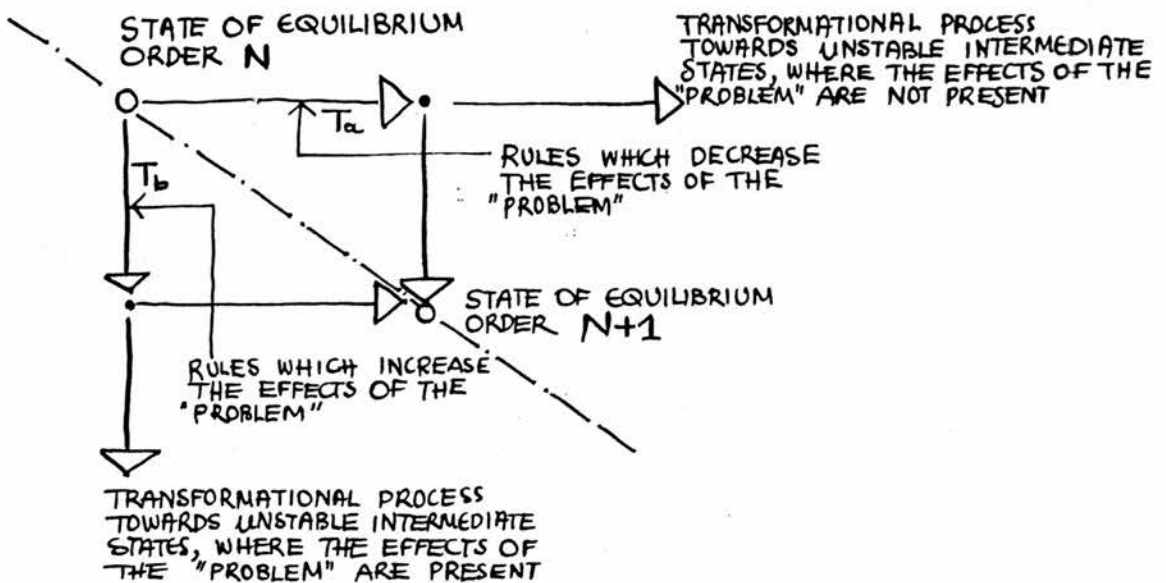 STATE OF EQUILIBRIUM
ORDER N
TRANSFORMATIONAL PROCESS
TOWARDS UNSTABLE INTERMEDIATE
STATES, WHERE THE EFFECTS OF THE
"PROBLEM" ARE NOT PRESENT
Ta
RULES WHICH DECREASE
THE EFFECTS OF THE
"PROBLEM"
Tb
STATE OF EQUILIBRIUM
ORDER N+1
RULES WHICH INCREASE
THE EFFECTS OF THE
"PROBLEM"
TRANSFORMATIONAL PROCESS
TOWARDS UNSTABLE INTERMEDIATE
STATES, WHERE THE EFFECTS OF
THE "PROBLEM" ARE PRESENT